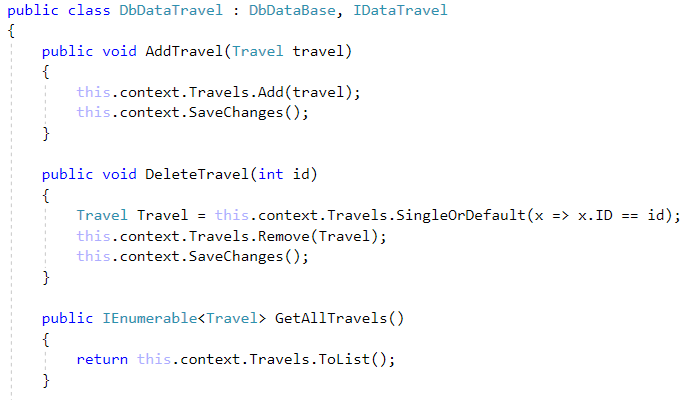 public class DbDataTravel : DbDataBase, IDataTravel
{
    public void AddTravel(Travel travel)
    {
        this.context.Travels.Add(travel);
        this.context.SaveChanges();
    }

    public void DeleteTravel(int id)
    {
        Travel Travel = this.context.Travels.SingleOrDefault(x => x.ID == id);
        this.context.Travels.Remove(Travel);
        this.context.SaveChanges();
    }

    public IEnumerable<Travel> GetAllTravels()
    {
        return this.context.Travels.ToList();
    }